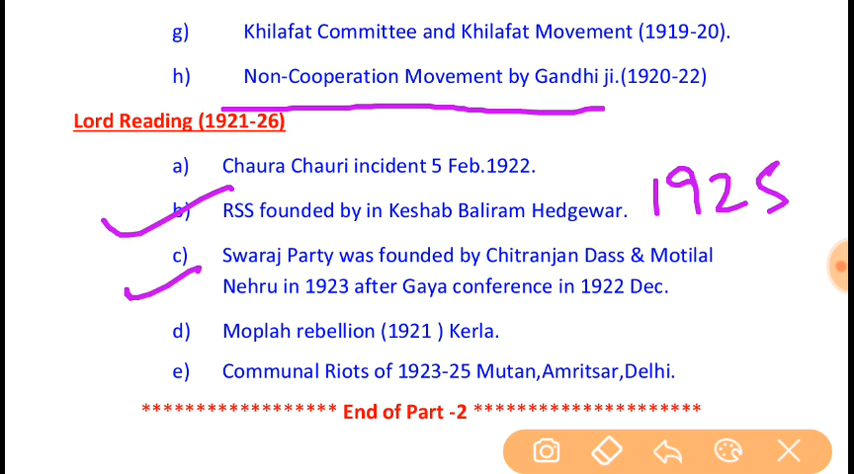 g) Khilafat Committee and Khilafat Movement (1919-20).
h) Non-Cooperation Movement by Gandhi ji.(1920-22)
Lord Reading (1921-26)
a) Chaura Chauri incident 5 Feb.1922.
b) RSS founded by in Keshab Baliram Hedgewar. 1925
c) Swaraj Party was founded by Chitranjan Dass & Motilal
Nehru in 1923 after Gaya conference in 1922 Dec.
d) Moplah rebellion (1921 ) Kerla.
e) Communal Riots of 1923-25 Mutan,Amritsar,Delhi.
****************** End of Part -2 *********************